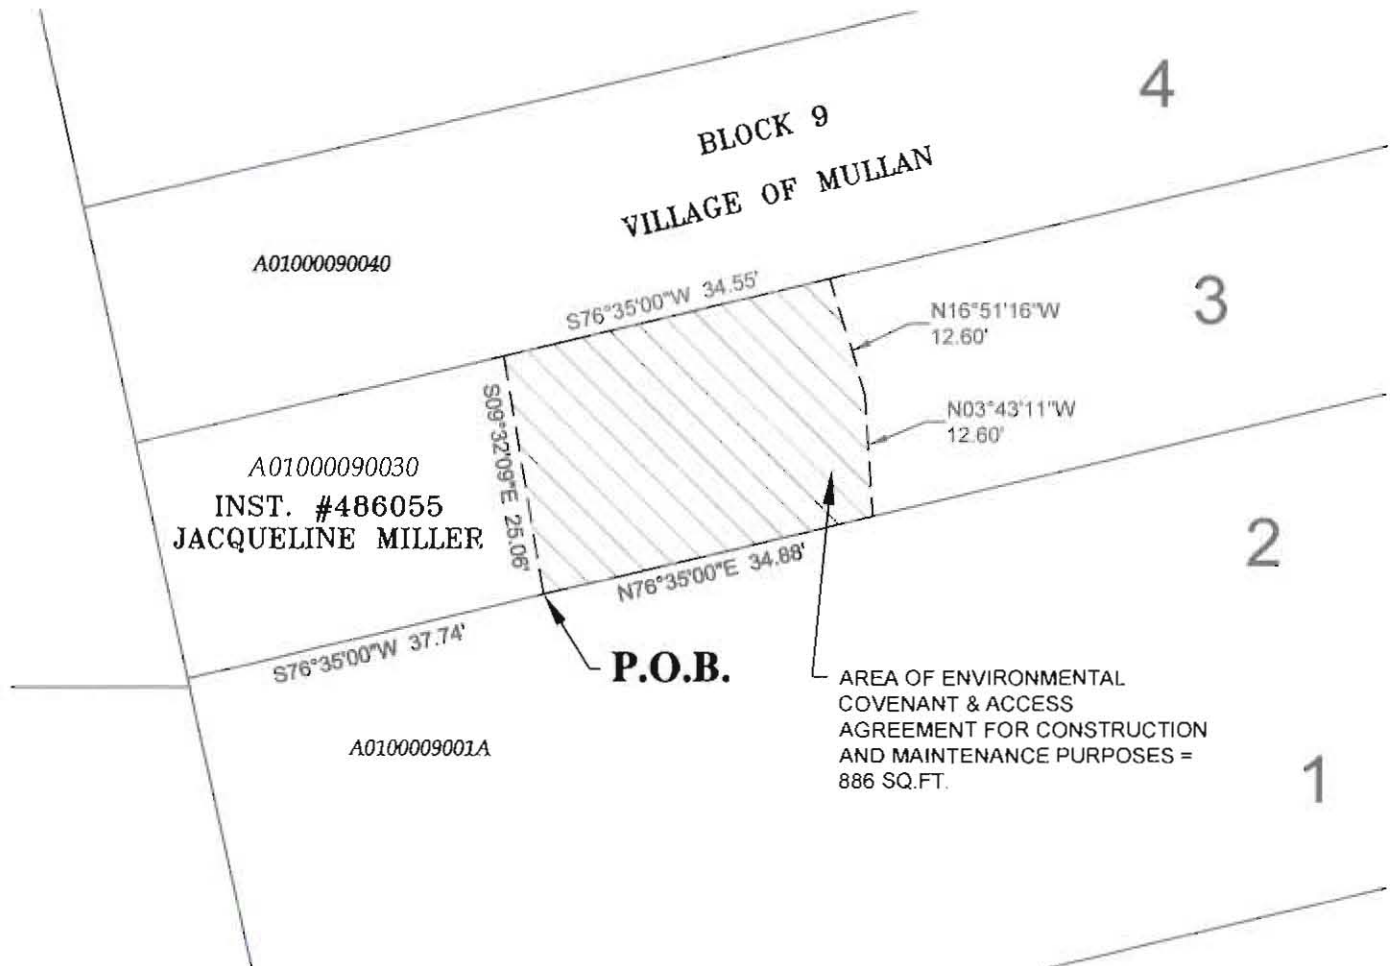 4
BLOCK 9
VILLAGE OF MULLAN
A01000090040
S76°35'00"W 34.55'
N16°51'16"W
12.60'
3
N03°43'11"W
12.60'
S09°32'09"E 25.06'
A01000090030
INST. #486055
JACQUELINE MILLER
N76°35'00"E 34.88'
2
S76°35'00"W 37.74'
P.O.B.
AREA OF ENVIRONMENTAL
COVENANT & ACCESS
AGREEMENT FOR CONSTRUCTION
AND MAINTENANCE PURPOSES =
886 SQ.FT.
A0100009001A
1